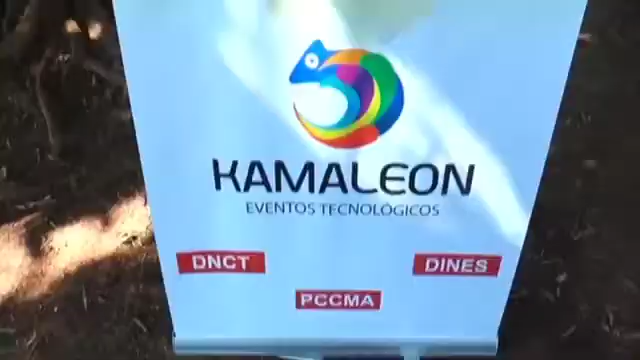 KAMALEON
EVENTOS TECNOLÓGICOS
DNCT
DINES
PCCMA